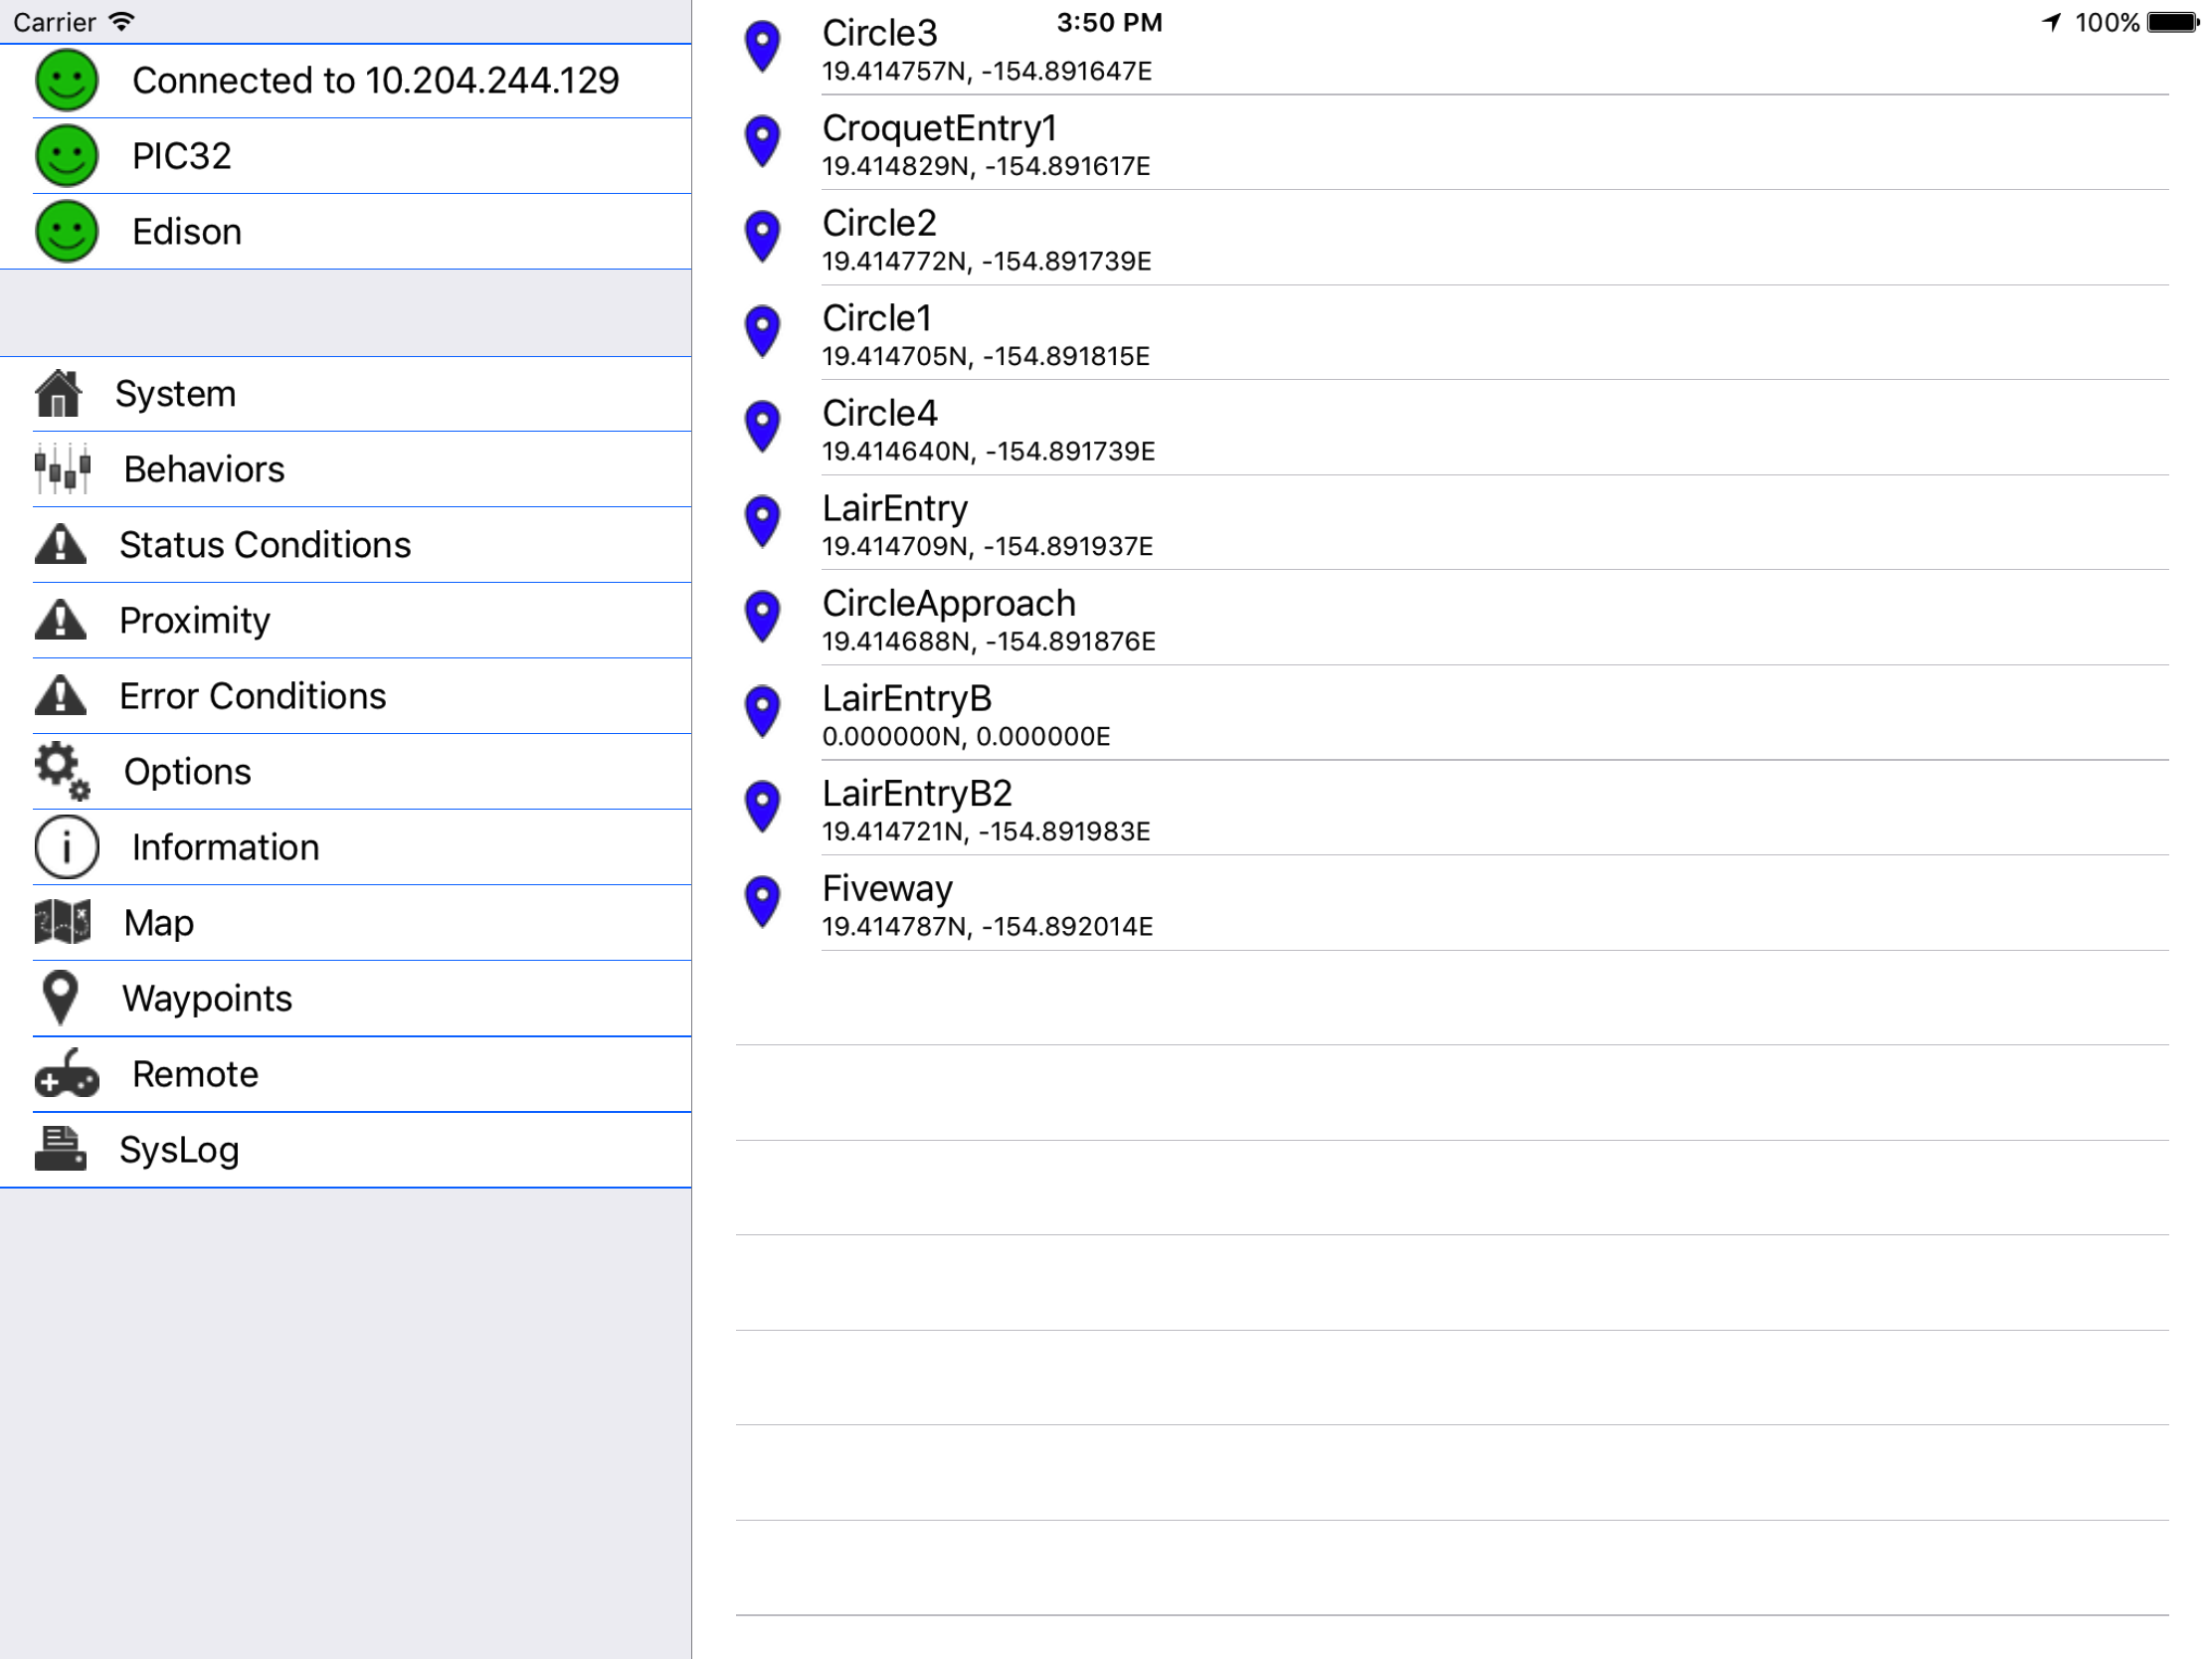 Carrier
3:50 PM
100%
Connected to 10.204.244.129
PIC32
Edison
System
Behaviors
Status Conditions
Proximity
Error Conditions
Options
Information
Map
Waypoints
Remote
SysLog
Circle3
19.414757N, -154.891647E
CroquetEntry1
19.414829N, -154.891617E
Circle2
19.414772N, -154.891739E
Circle1
19.414705N, -154.891815E
Circle4
19.414640N, -154.891739E
LairEntry
19.414709N, -154.891937E
CircleApproach
19.414688N, -154.891876E
LairEntryB
0.000000N, 0.000000E
LairEntryB2
19.414721N, -154.891983E
Fiveway
19.414787N, -154.892014E